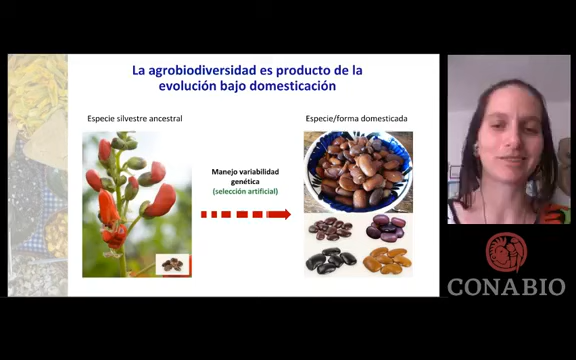 La agrobiodiversidad es producto de la
evolución bajo domesticación
Especie silvestre ancestral
Especie/forma domesticada
Manejo variabilidad
genética
(selección artificial)
CONABIO